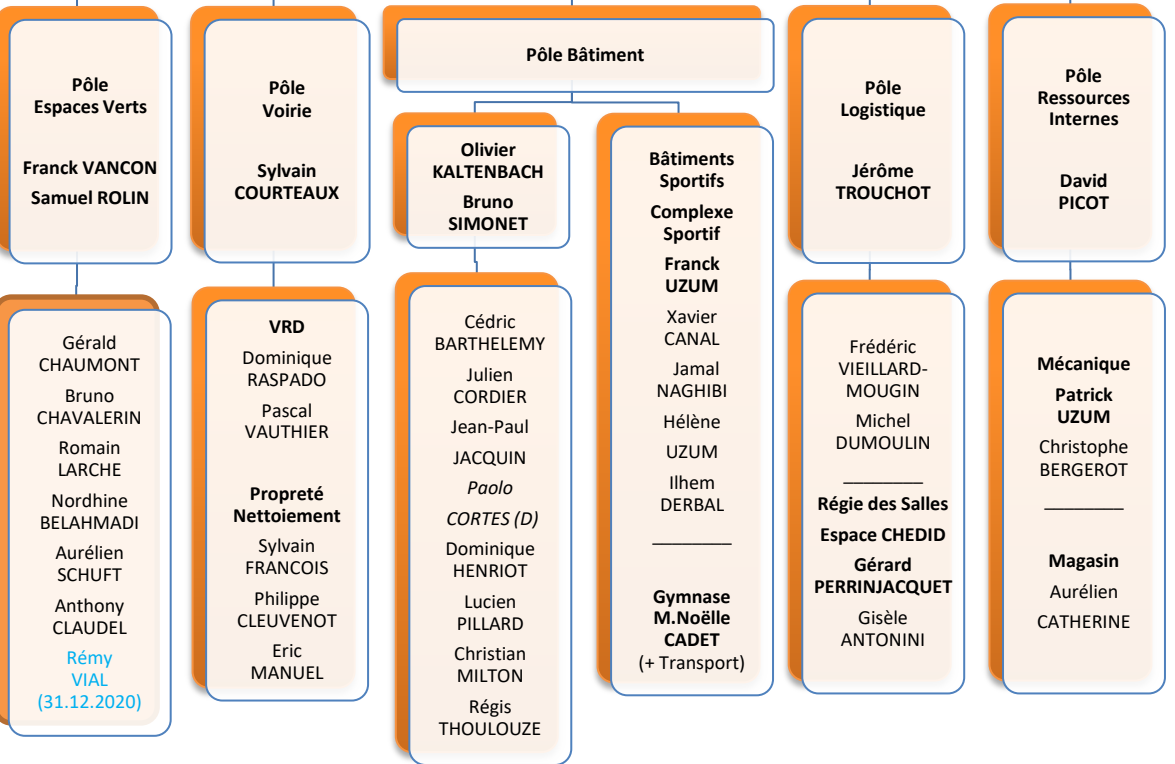 Pôle
Espaces Verts
Franck VANCON
Samuel ROLIN
Gérald
CHAUMONT
Bruno
CHAVALERIN
Romain
LARCHE
Nordhine
BELAHMADI
Aurélien
SCHUFT
Anthony
CLAUDEL
Rémy
VIAL
(31.12.2020)
Pôle
Voirie
Sylvain
COURTEAUX
VRD
Dominique
RASPADO
Pascal
VAUTHIER
Propreté
Nettoiement
Sylvain
FRANCOIS
Philippe
CLEUVENOT
Eric
MANUEL
Pôle Bâtiment
Olivier
KALTENBACH
Bruno
SIMONET
Cédric
BARTHELEMY
Julien
CORDIER
Jean-Paul
JACQUIN
Paolo
CORTES (D)
Dominique
HENRIOT
Lucien
PILLARD
Christian
MILTON
Régis
THOULOUZE
Bâtiments
Sportifs
Complexe
Sportif
Franck
UZUM
Xavier
CANAL
Jamal
NAGHIBI
Hélène
UZUM
Ilhem
DERBAL
________
Gymnase
M.Noëlle
CADET
(+ Transport)
Pôle
Logistique
Jérôme
TROUCHOT
Frédéric
VIEILLARD-
MOUGIN
Michel
DUMOULIN
________
Régie des Salles
Espace CHEDID
Gérard
PERRINJACQUET
Gisèle
ANTONINI
Pôle
Ressources
Internes
David
PICOT
Mécanique
Patrick
UZUM
Christophe
BERGEROT
________
Magasin
Aurélien
CATHERINE